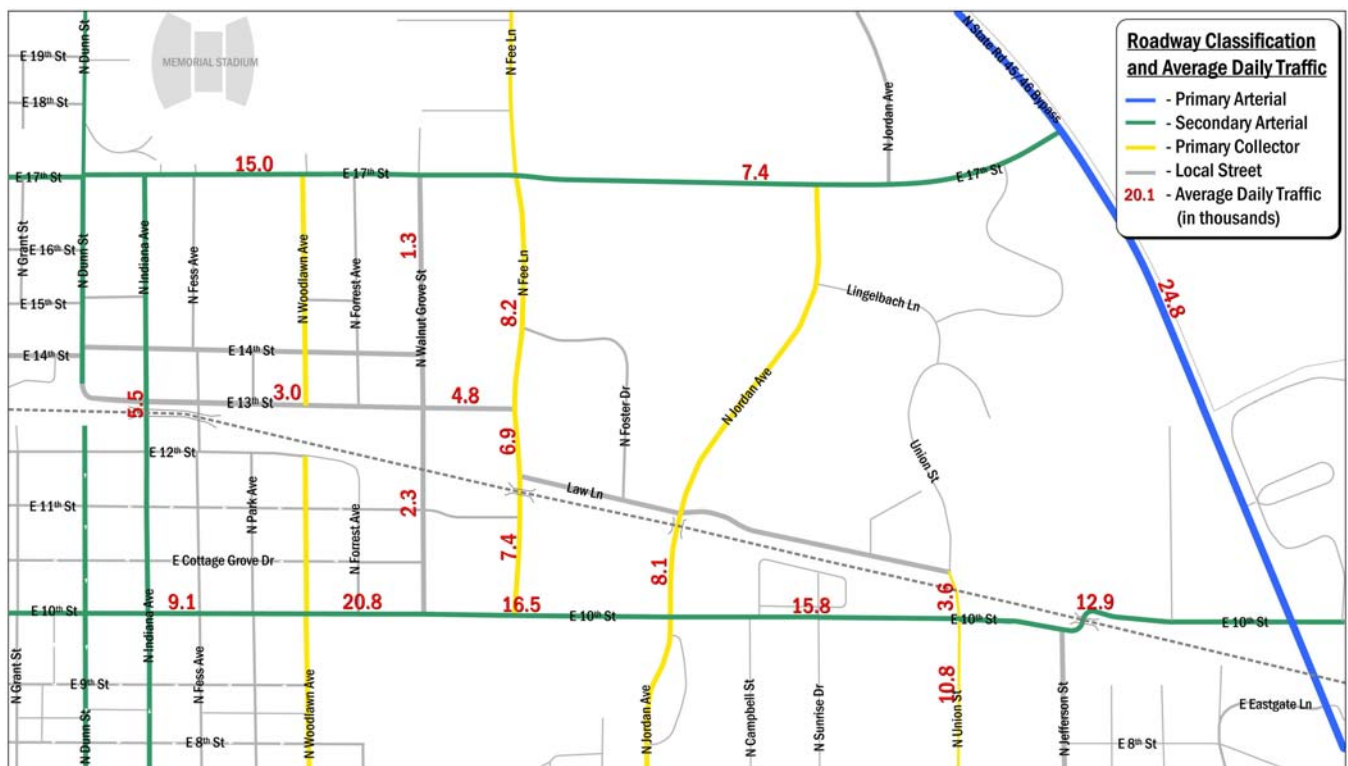 Roadway Classification
and Average Daily Traffic
- Primary Arterial
- Secondary Arterial
- Primary Collector
- Local Street
20.1 - Average Daily Traffic
(in thousands)
N Dunn St
N Fee Ln
N State Rd 45/46 Bypass
E 19th St
MEMORIAL STADIUM
E 18th St
N Jordan Ave
15.0
7.4
E 17th St
E 17th St
E 17th St
N Grant St
N Dunn St
N Indiana Ave
N Fess Ave
N Woodlawn Ave
N Forrest Ave
1.3
N Walnut Grove St
N Fee Ln
E 16th St
E 15th St
8.2
Lingelbach Ln
24.8
E 14th St
E 14th St
N Jordan Ave
N Foster Dr
5.5
E 13th St
3.0
4.8
6.9
E 12th St
Union St
Law Ln
E 11th St
N Park Ave
N Forrest Ave
2.3
7.4
E Cottage Grove Dr
8.1
3.6
E 10th St
9.1
20.8
16.5
E 10th St
15.8
E 10th St
12.9
E 10th St
N Indiana Ave
N Grant St
E 9th St
N Dunn St
N Fess Ave
N Woodlawn Ave
N Jordan Ave
N Campbell St
N Sunrise Dr
10.8
N Union St
N Jefferson St
E Eastgate Ln
E 8th St
E 8th St